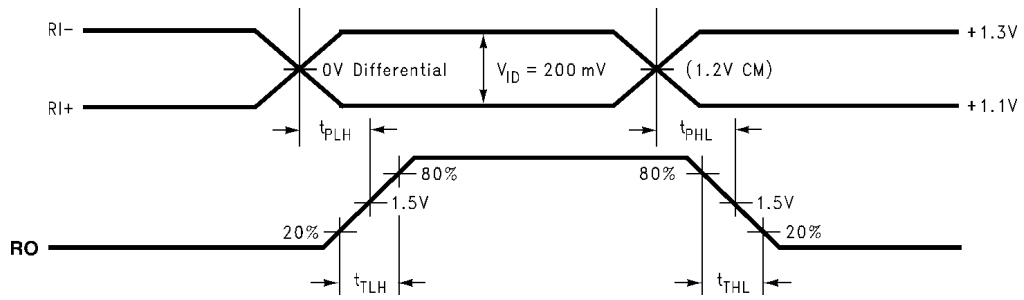 RI− +1.3V
0V Differential V_ID = 200 mV (1.2V CM)
RI+ +1.1V
t_PLH t_PHL
80% 80%
1.5V 1.5V
20% 20%
RO
t_TLH t_THL